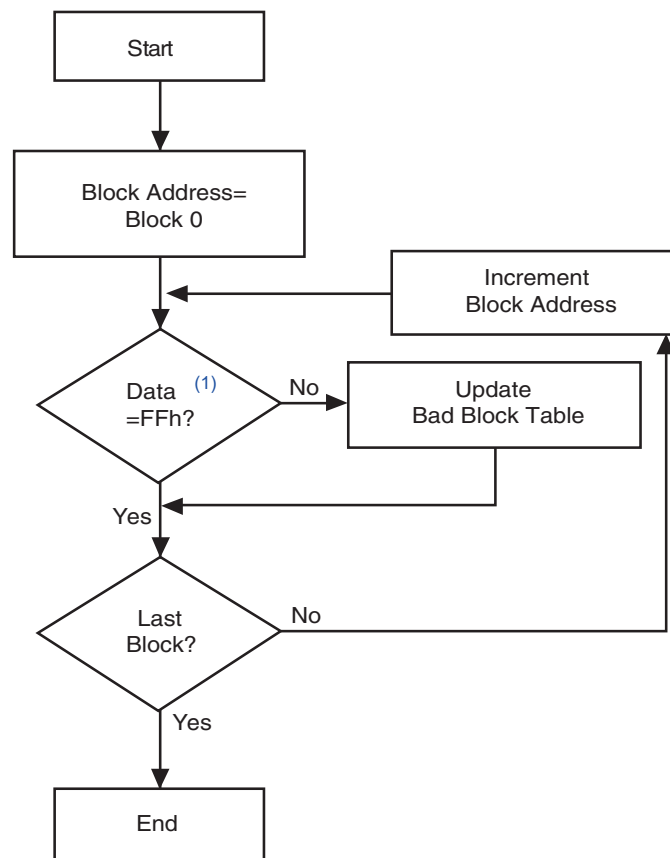 Start
Block Address=
Block 0
Increment
Block Address
Data (1)
=FFh?
No
Update
Bad Block Table
Yes
Last
Block?
No
Yes
End